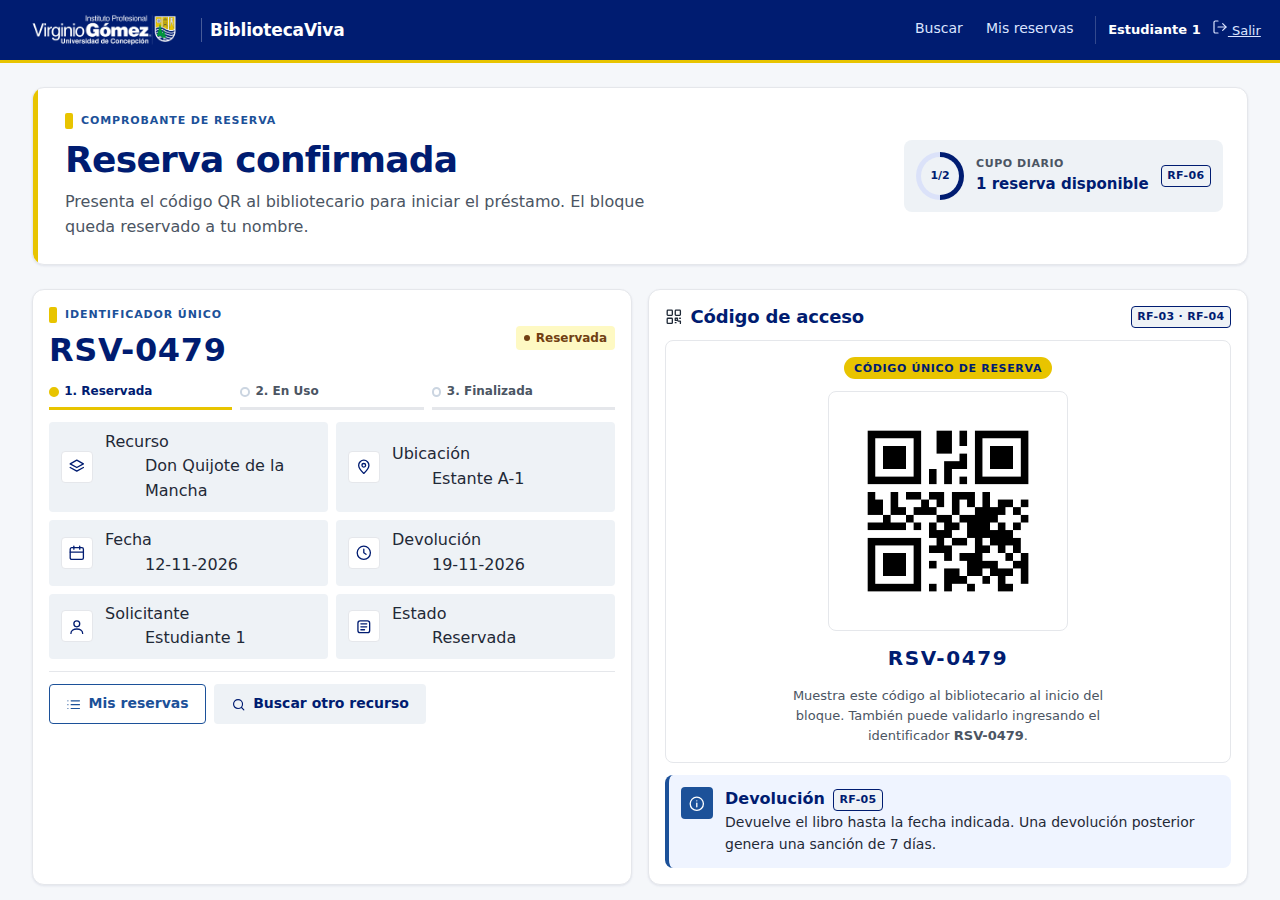 Instituto Profesional
VirginioGómez
Universidad de Concepción
BibliotecaViva
Buscar
Mis reservas
Estudiante 1
Salir
COMPROBANTE DE RESERVA
Reserva confirmada
Presenta el código QR al bibliotecario para iniciar el préstamo. El bloque
queda reservado a tu nombre.
1/2
CUPO DIARIO
1 reserva disponible
RF-06
IDENTIFICADOR ÚNICO
RSV-0479
Reservada
1. Reservada
2. En Uso
3. Finalizada
Recurso
Don Quijote de la
Mancha
Ubicación
Estante A-1
Fecha
12-11-2026
Devolución
19-11-2026
Solicitante
Estudiante 1
Estado
Reservada
Mis reservas
Buscar otro recurso
Código de acceso
RF-03 · RF-04
CÓDIGO ÚNICO DE RESERVA
RSV-0479
Muestra este código al bibliotecario al inicio del
bloque. También puede validarlo ingresando el
identificador RSV-0479.
Devolución
RF-05
Devuelve el libro hasta la fecha indicada. Una devolución posterior
genera una sanción de 7 días.